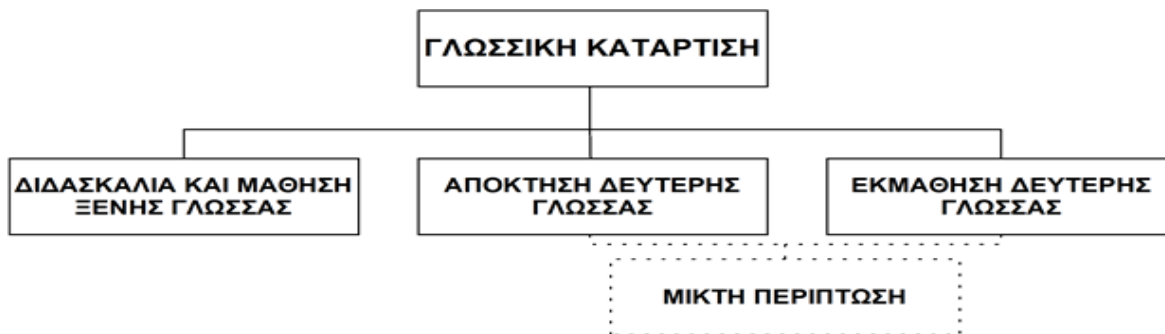 ΓΛΩΣΣΙΚΗ ΚΑΤΑΡΤΙΣΗ
ΔΙΔΑΣΚΑΛΙΑ ΚΑΙ ΜΑΘΗΣΗ
ΞΕΝΗΣ ΓΛΩΣΣΑΣ
ΑΠΟΚΤΗΣΗ ΔΕΥΤΕΡΗΣ
ΓΛΩΣΣΑΣ
ΕΚΜΑΘΗΣΗ ΔΕΥΤΕΡΗΣ
ΓΛΩΣΣΑΣ
ΜΙΚΤΗ ΠΕΡΙΠΤΩΣΗ